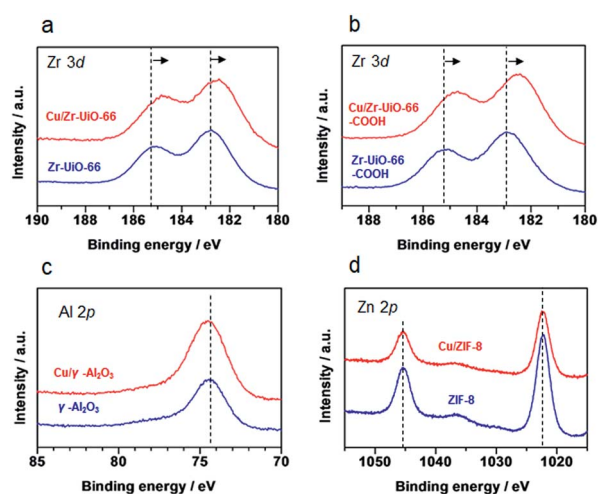 a
Zr 3d
Intensity / a.u.
Cu/Zr-UiO-66
Zr-UiO-66
190 188 186 184 182 180
Binding energy / eV
b
Zr 3d
Intensity / a.u.
Cu/Zr-UiO-66
-COOH
Zr-UiO-66
-COOH
188 186 184 182 180
Binding energy / eV
c
Al 2p
Intensity / a.u.
Cu/γ -Al₂O₃
γ -Al₂O₃
85 80 75 70
Binding energy / eV
d
Zn 2p
Intensity / a.u.
Cu/ZIF-8
ZIF-8
1050 1040 1030 1020
Binding energy / eV